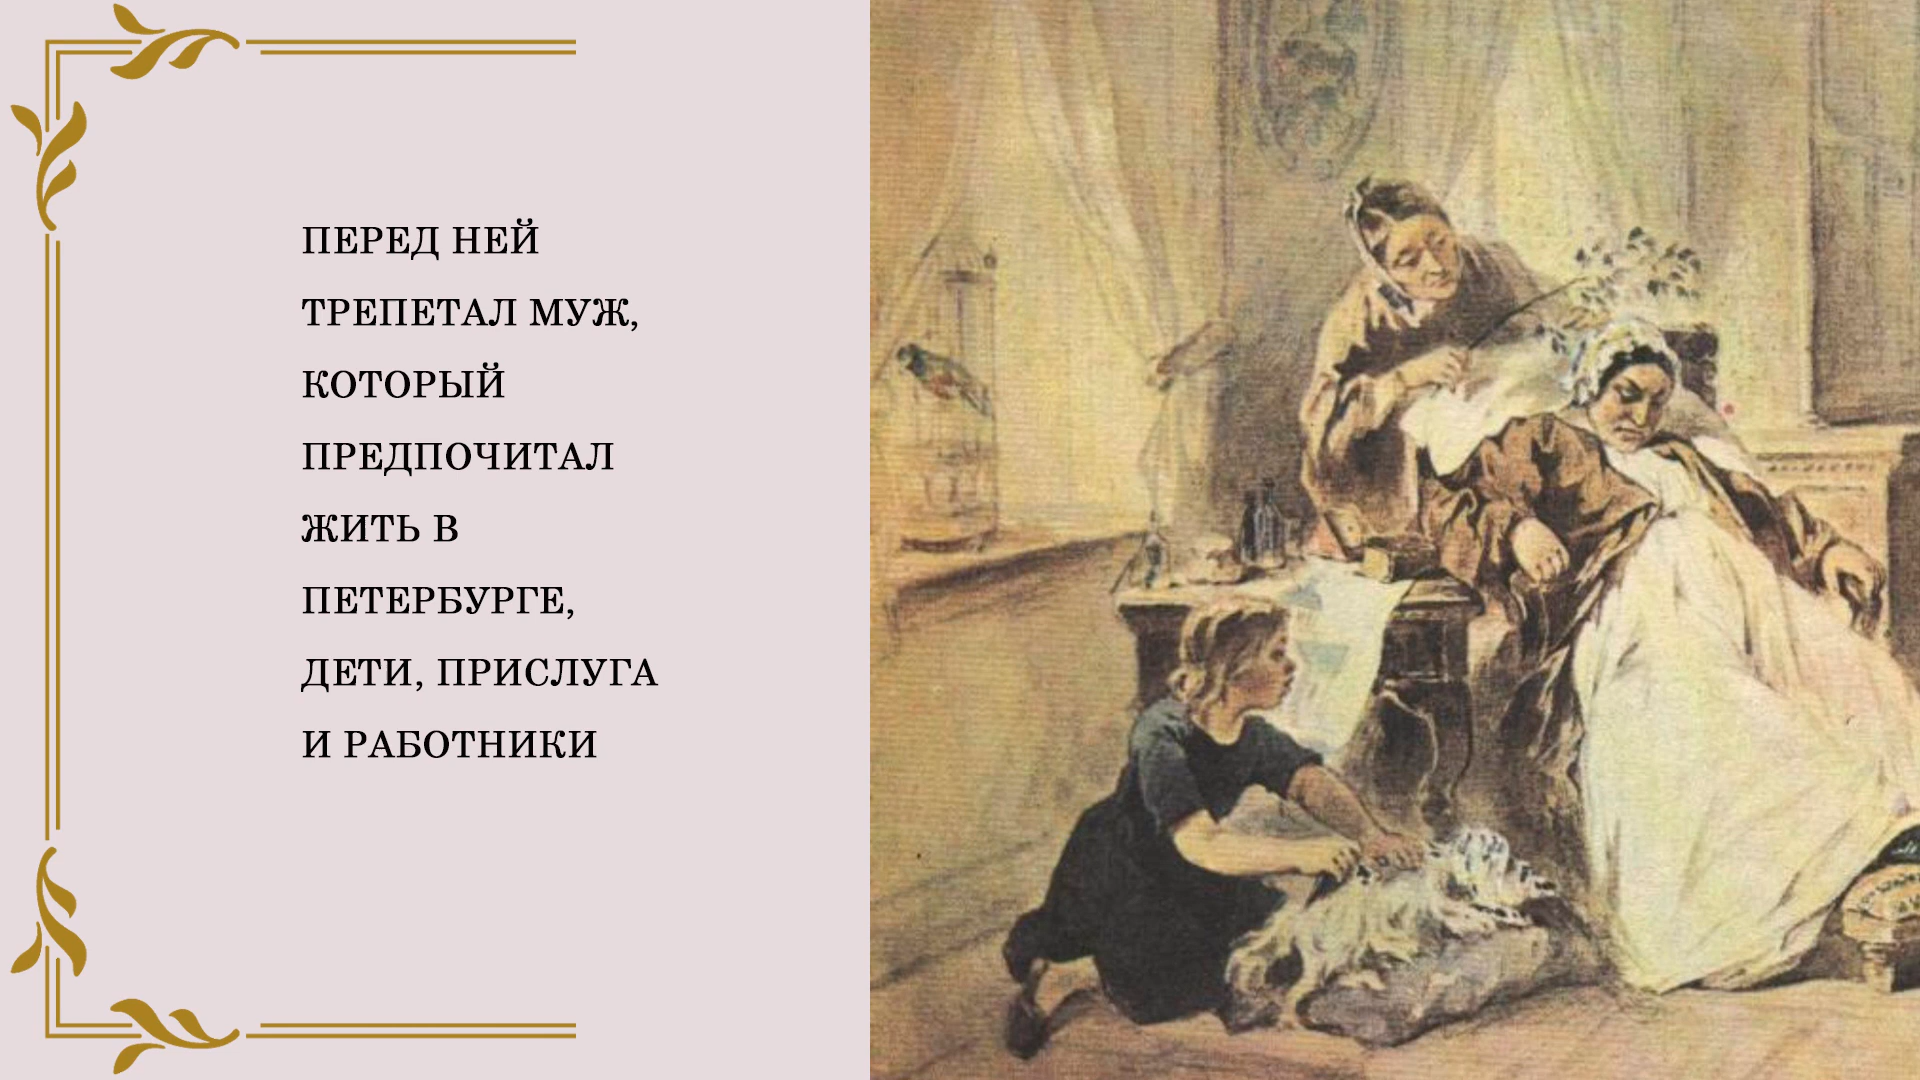 ПЕРЕД НЕЙ
ТРЕПЕТАЛ МУЖ,
КОТОРЫЙ
ПРЕДПОЧИТАЛ
ЖИТЬ В
ПЕТЕРБУРГЕ,
ДЕТИ, ПРИСЛУГА
И РАБОТНИКИ